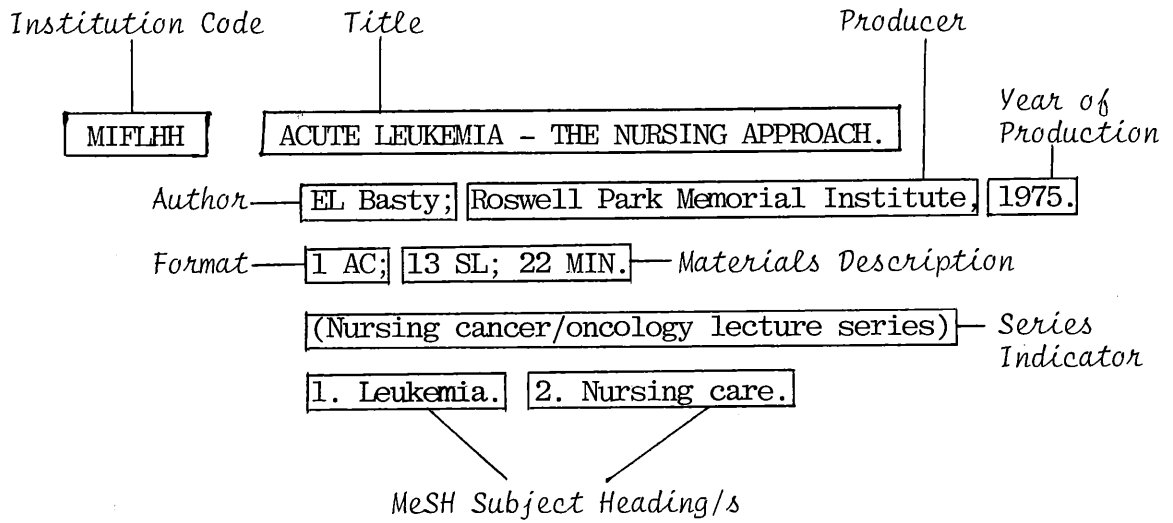 Institution Code Title Producer
Year of
Production
MIFLHH ACUTE LEUKEMIA - THE NURSING APPROACH.
Author EL Basty; Roswell Park Memorial Institute, 1975.
Format 1 AC; 13 SL; 22 MIN. Materials Description
(Nursing cancer/oncology lecture series) Series
Indicator
1. Leukemia. 2. Nursing care.
MeSH Subject Heading/s